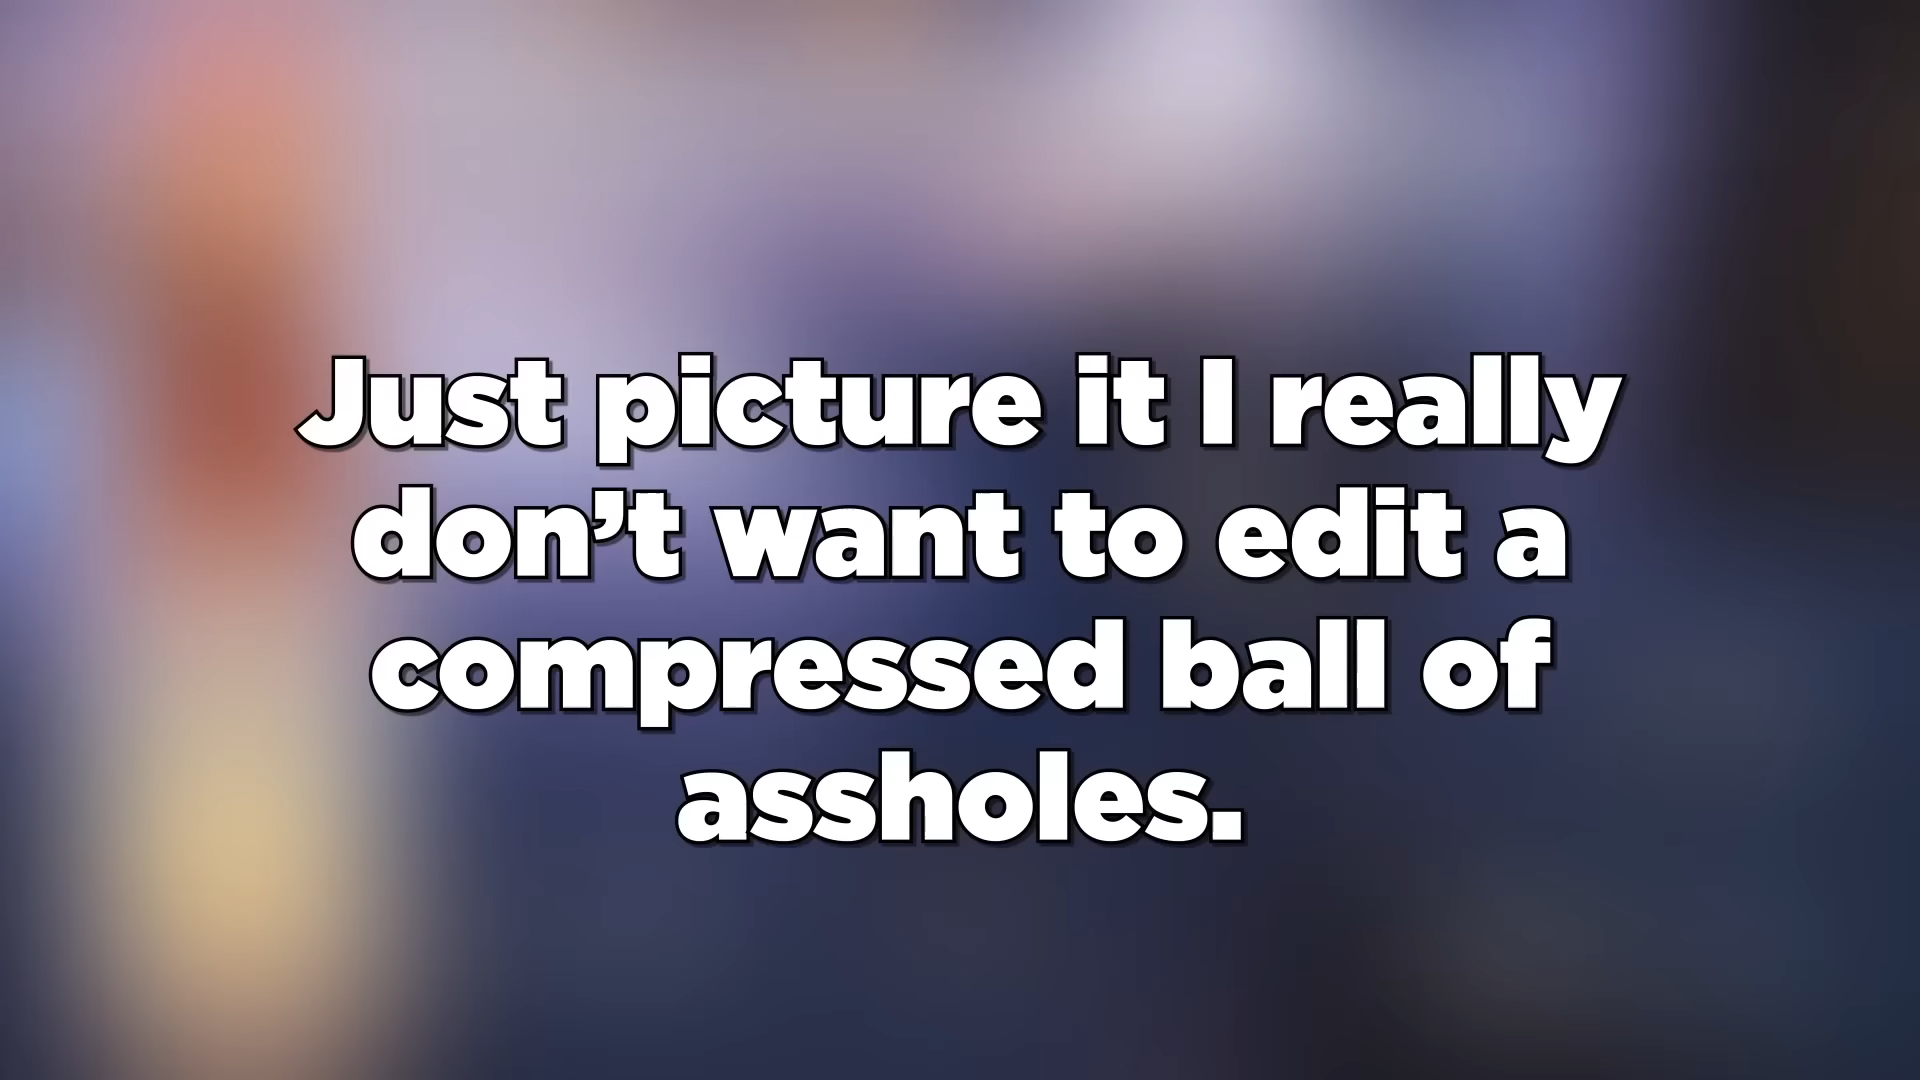 Just picture it I really
don’t want to edit a
compressed ball of
assholes.